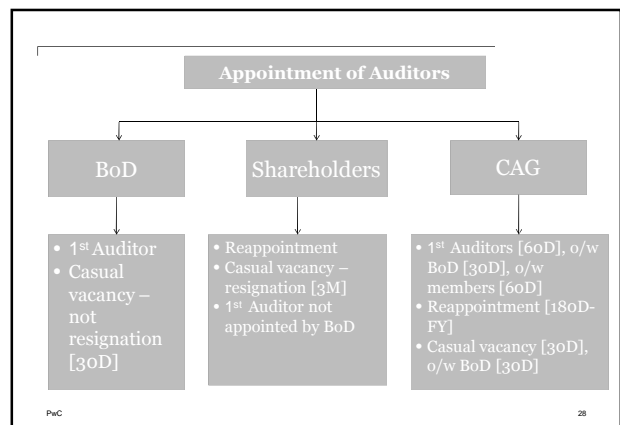 Appointment of Auditors
BoD
Shareholders
CAG
• 1st Auditor
• Casual
vacancy –
not
resignation
[30D]
• Reappointment
• Casual vacancy –
resignation [3M]
• 1st Auditor not
appointed by BoD
• 1st Auditors [60D], o/w
BoD [30D], o/w
members [60D]
• Reappointment [180D-
FY]
• Casual vacancy [30D],
o/w BoD [30D]
PwC
28